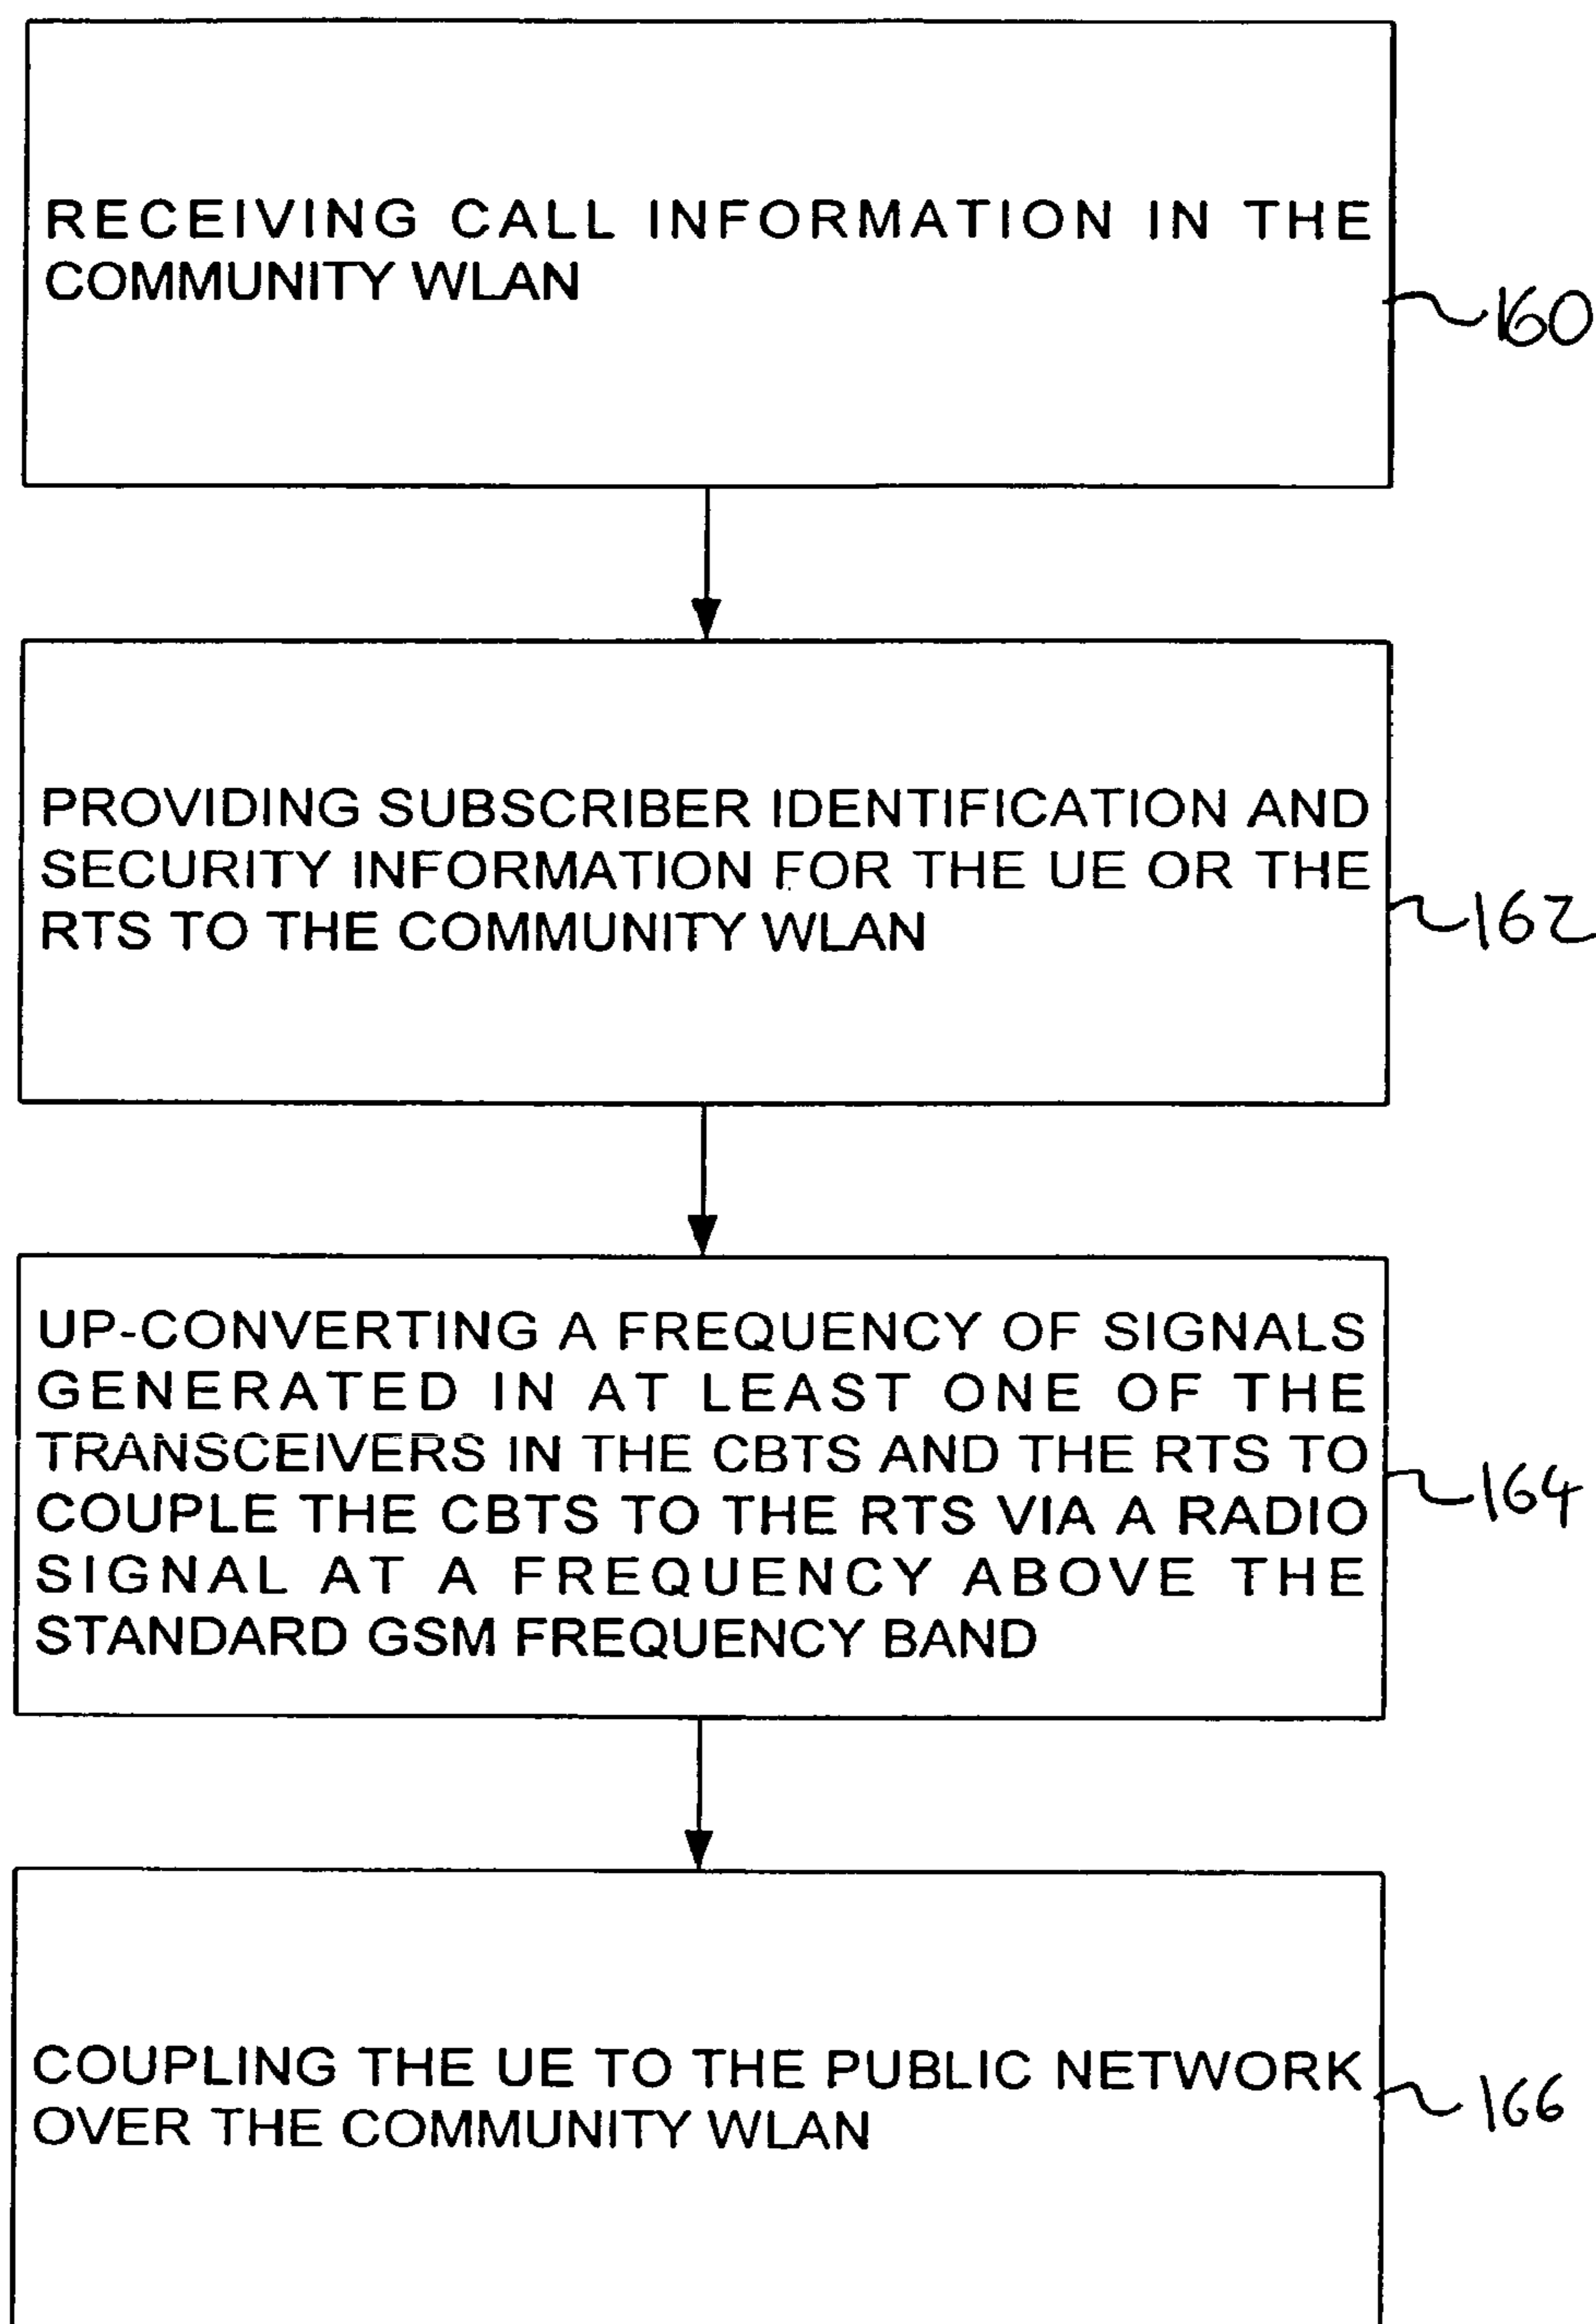 RECEIVING CALL INFORMATION IN THE
COMMUNITY WLAN
160
PROVIDING SUBSCRIBER IDENTIFICATION AND
SECURITY INFORMATION FOR THE UE OR THE
RTS TO THE COMMUNITY WLAN
162
UP-CONVERTING A FREQUENCY OF SIGNALS
GENERATED IN AT LEAST ONE OF THE
TRANSCEIVERS IN THE CBTS AND THE RTS TO
COUPLE THE CBTS TO THE RTS VIA A RADIO
SIGNAL AT A FREQUENCY ABOVE THE
STANDARD GSM FREQUENCY BAND
164
COUPLING THE UE TO THE PUBLIC NETWORK
OVER THE COMMUNITY WLAN
166